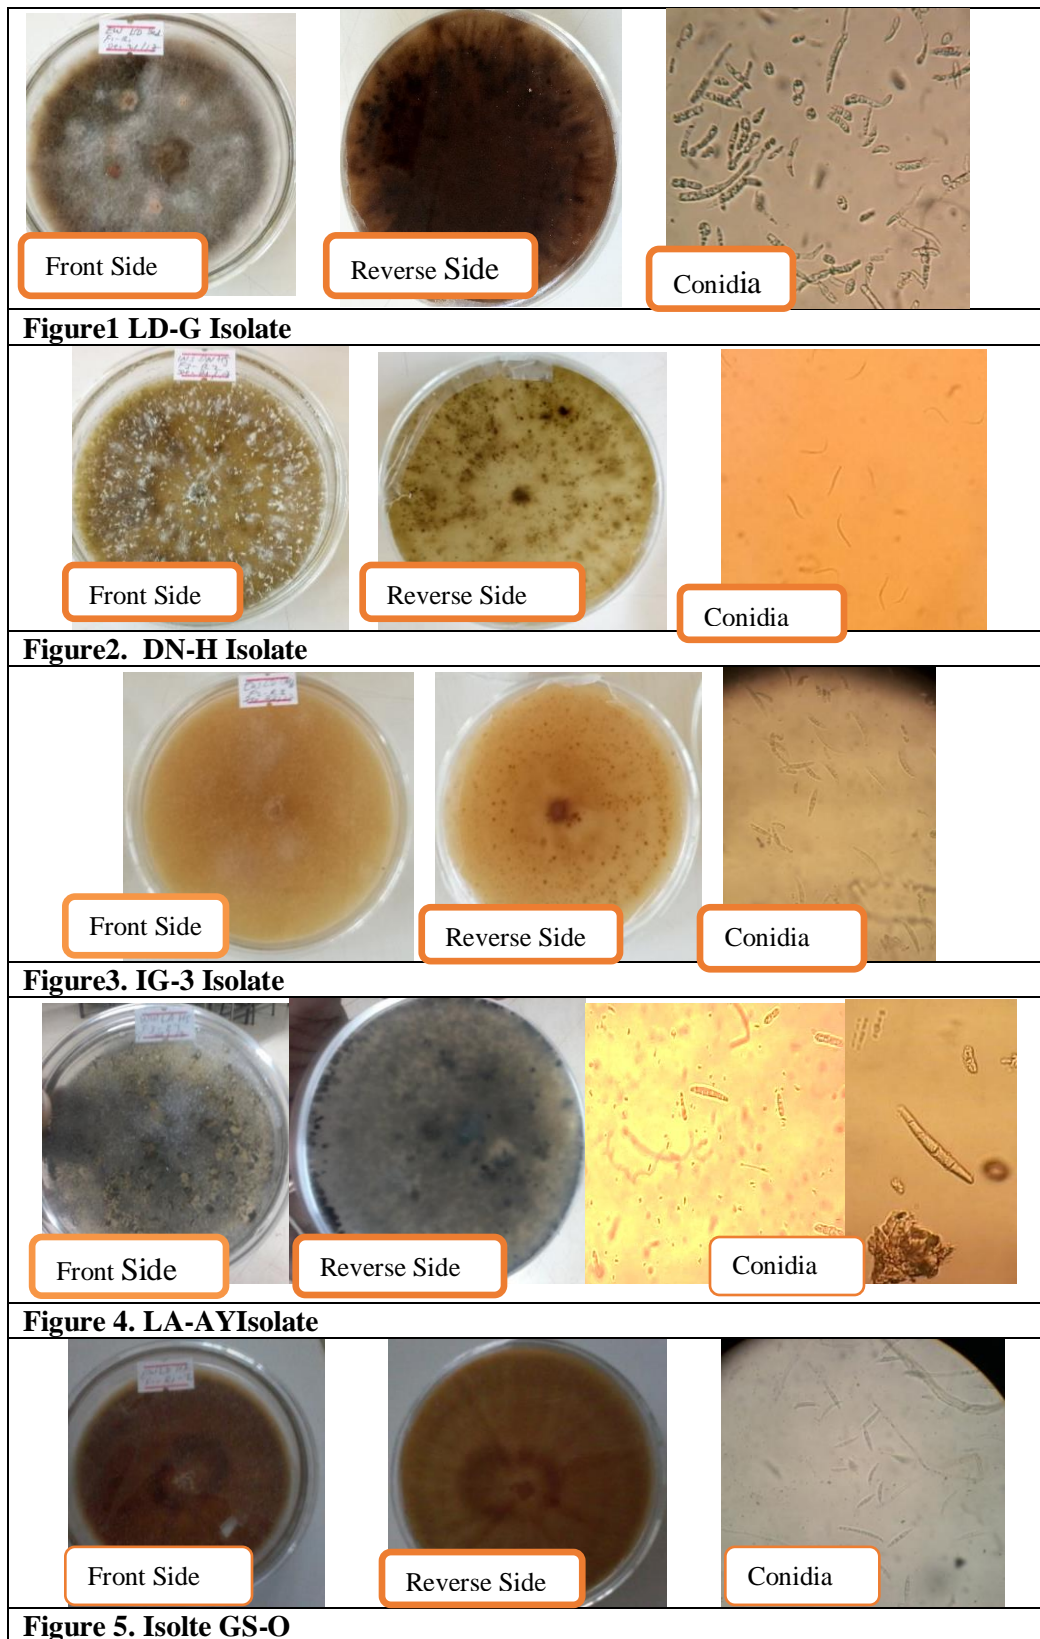 Front Side
Reverse Side
Conidia
Figure1 LD-G Isolate
Front Side
Reverse Side
Conidia
Figure2. DN-H Isolate
Front Side
Reverse Side
Conidia
Figure3. IG-3 Isolate
Front Side
Reverse Side
Conidia
Figure 4. LA-AYIsolate
Front Side
Reverse Side
Conidia
Figure 5. Isolte GS-O